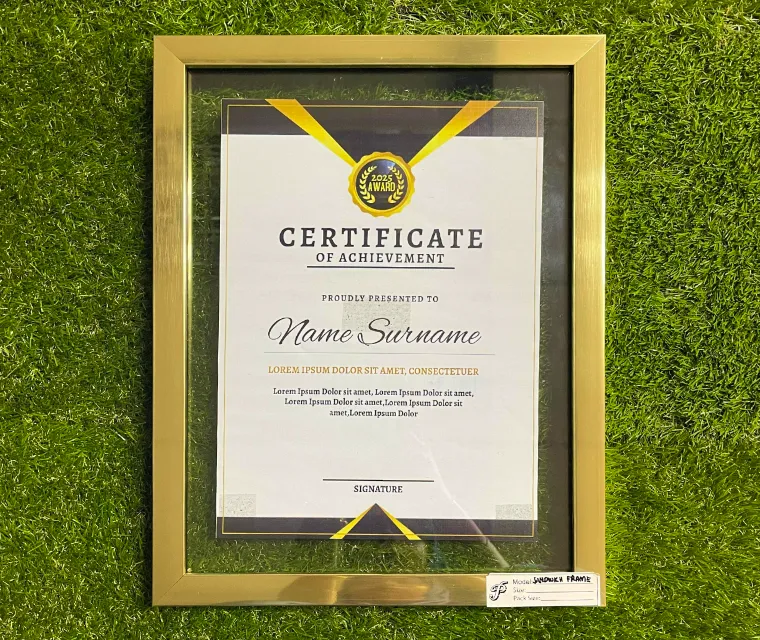 2025
AWARD
CERTIFICATE
OF ACHIEVEMENT
PROUDLY PRESENTED TO
Name Surname
LOREM IPSUM DOLOR SIT AMET, CONSECTETUER
Lorem Ipsum Dolor sit amet, Lorem Ipsum Dolor sit amet,
Lorem Ipsum Dolor sit amet,Lorem Ipsum Dolor sit
amet,Lorem Ipsum Dolor
SIGNATURE
Model: SANDWICH FRAME
Size:
Pack Size: